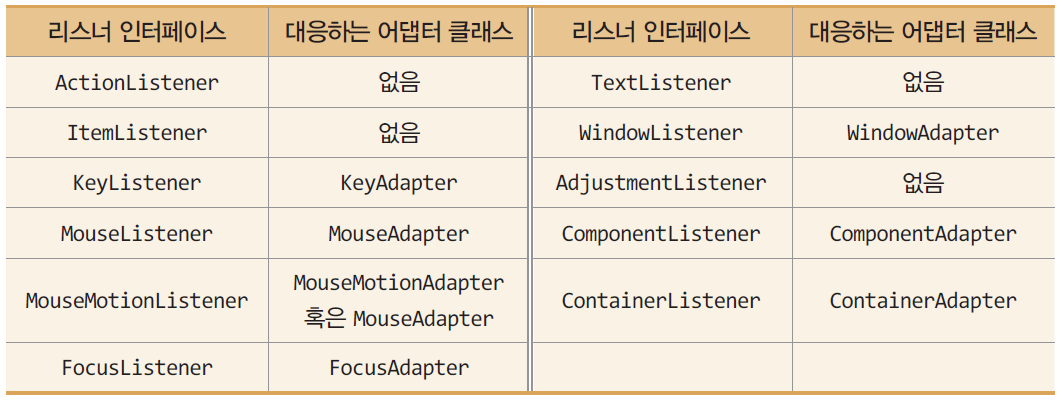 리스너 인터페이스 대응하는 어댑터 클래스 리스너 인터페이스 대응하는 어댑터 클래스
ActionListener 없음 TextListener 없음
ItemListener 없음 WindowListener WindowAdapter
KeyListener KeyAdapter AdjustmentListener 없음
MouseListener MouseAdapter ComponentListener ComponentAdapter
MouseMotionListener MouseMotionAdapter
혹은 MouseAdapter ContainerListener ContainerAdapter
FocusListener FocusAdapter